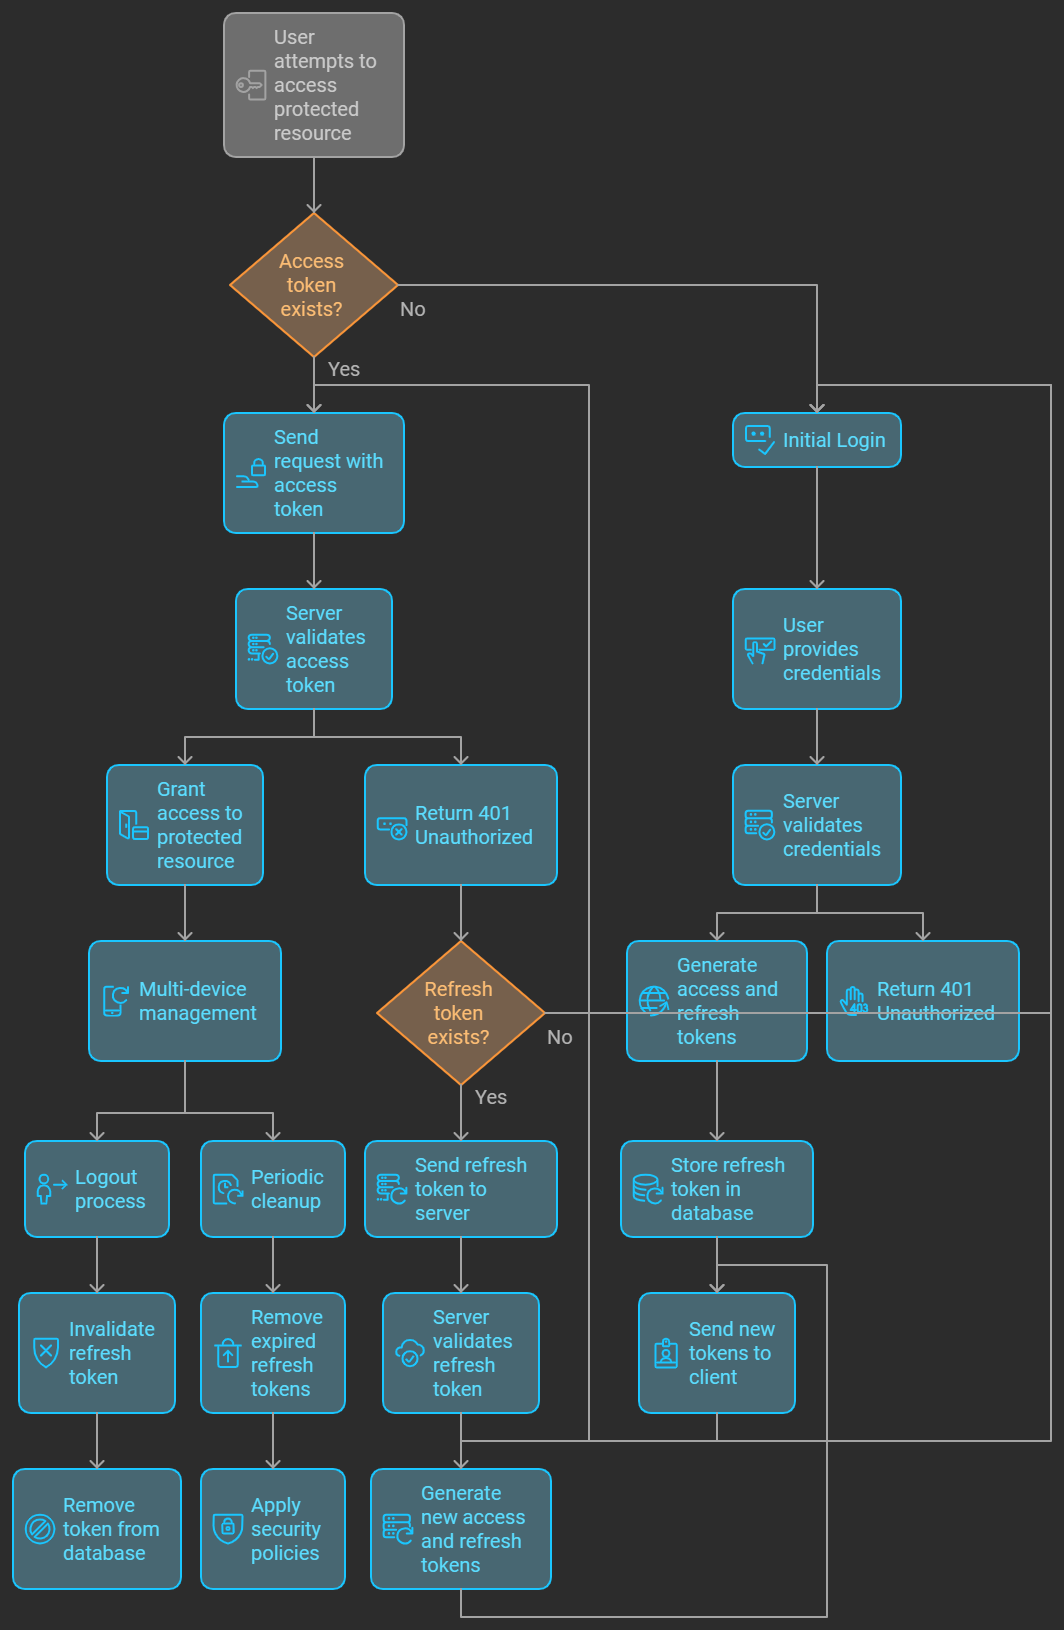 User
attempts to
access
protected
resource
Access
token
exists?
No
Yes
Send
request with
access
token
Initial Login
Server
validates
access
token
User
provides
credentials
Grant
access to
protected
resource
Return 401
Unauthorized
Server
validates
credentials
Multi-device
management
Refresh
token
exists?
No
Yes
Generate
access and
refresh
tokens
403
Return 401
Unauthorized
Logout
process
Periodic
cleanup
Send refresh
token to
server
Store refresh
token in
database
Invalidate
refresh
token
Remove
expired
refresh
tokens
Server
validates
refresh
token
Send new
tokens to
client
Remove
token from
database
Apply
security
policies
Generate
new access
and refresh
tokens